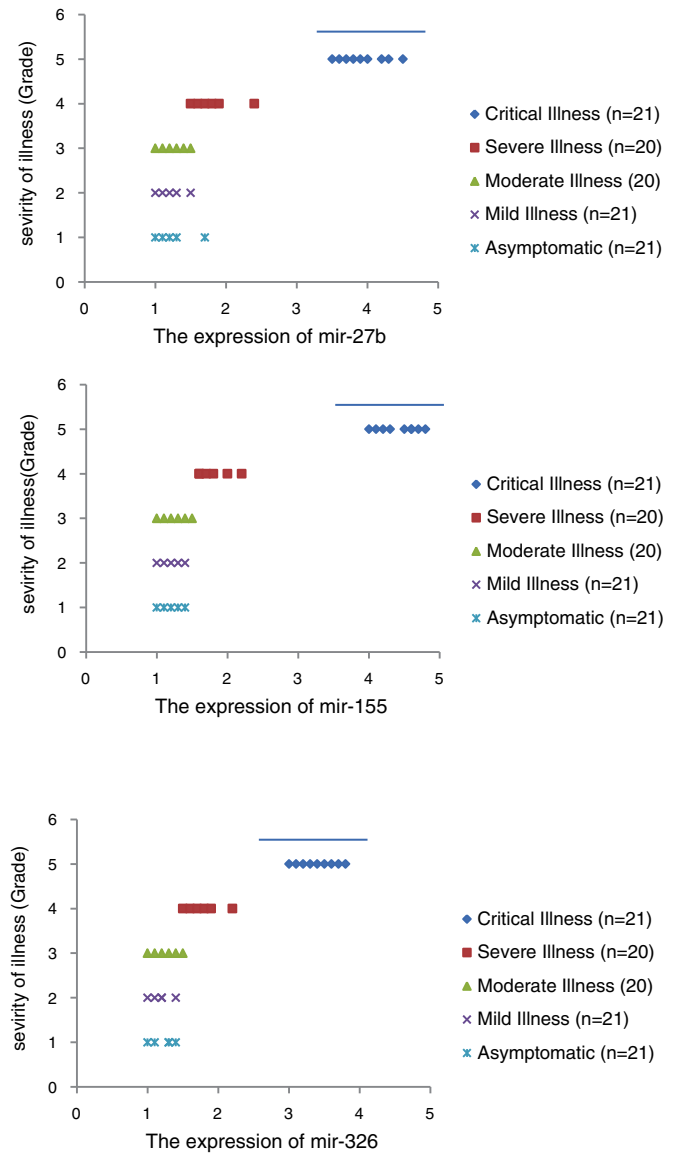 6
5
4
3
2
1
0
sevirity of illness (Grade)
0 1 2 3 4 5
The expression of mir-27b
Critical Illness (n=21)
Severe Illness (n=20)
Moderate Illness (20)
Mild Illness (n=21)
Asymptomatic (n=21)
6
5
4
3
2
1
0
sevirity of illness(Grade)
0 1 2 3 4 5
The expression of mir-155
Critical Illness (n=21)
Severe Illness (n=20)
Moderate Illness (20)
Mild Illness (n=21)
Asymptomatic (n=21)
6
5
4
3
2
1
0
sevirity of illness (Grade)
0 1 2 3 4 5
The expression of mir-326
Critical Illness (n=21)
Severe Illness (n=20)
Moderate Illness (20)
Mild Illness (n=21)
Asymptomatic (n=21)